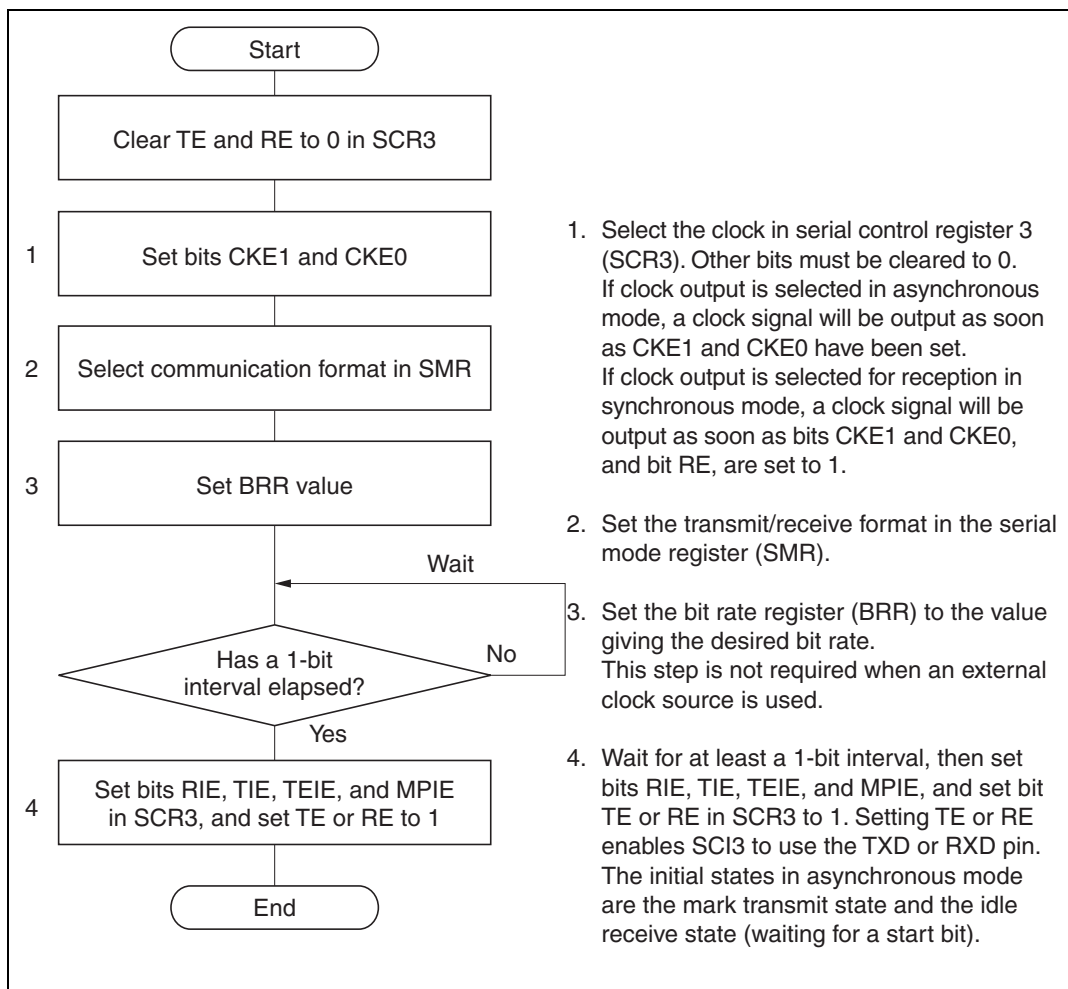 Start
Clear TE and RE to 0 in SCR3
1
Set bits CKE1 and CKE0
2
Select communication format in SMR
3
Set BRR value
Wait
Has a 1-bit
interval elapsed?
No
Yes
4
Set bits RIE, TIE, TEIE, and MPIE
in SCR3, and set TE or RE to 1
End
1. Select the clock in serial control register 3
(SCR3). Other bits must be cleared to 0.
If clock output is selected in asynchronous
mode, a clock signal will be output as soon
as CKE1 and CKE0 have been set.
If clock output is selected for reception in
synchronous mode, a clock signal will be
output as soon as bits CKE1 and CKE0,
and bit RE, are set to 1.
2. Set the transmit/receive format in the serial
mode register (SMR).
3. Set the bit rate register (BRR) to the value
giving the desired bit rate.
This step is not required when an external
clock source is used.
4. Wait for at least a 1-bit interval, then set
bits RIE, TIE, TEIE, and MPIE, and set bit
TE or RE in SCR3 to 1. Setting TE or RE
enables SCI3 to use the TXD or RXD pin.
The initial states in asynchronous mode
are the mark transmit state and the idle
receive state (waiting for a start bit).